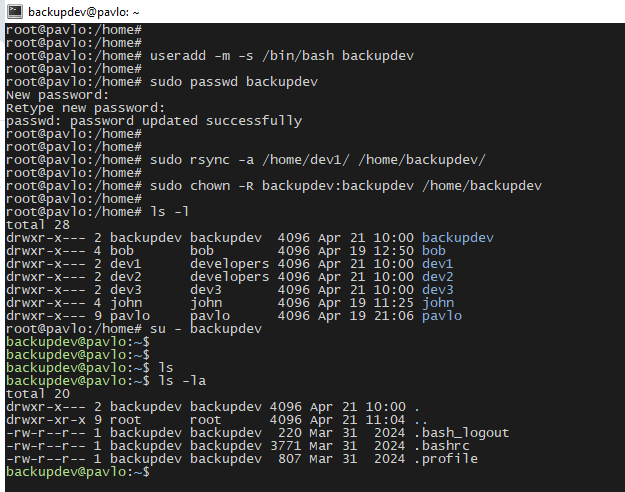 backupdev@pavlo: ~
root@pavlo:/home#
root@pavlo:/home#
root@pavlo:/home# useradd -m -s /bin/bash backupdev
root@pavlo:/home#
root@pavlo:/home# sudo passwd backupdev
New password:
Retype new password:
passwd: password updated successfully
root@pavlo:/home#
root@pavlo:/home#
root@pavlo:/home# sudo rsync -a /home/dev1/ /home/backupdev/
root@pavlo:/home#
root@pavlo:/home# sudo chown -R backupdev:backupdev /home/backupdev
root@pavlo:/home#
root@pavlo:/home# ls -l
total 28
drwxr-x--- 2 backupdev backupdev  4096 Apr 21 10:00 backupdev
drwxr-x--- 4 bob       bob        4096 Apr 19 12:50 bob
drwxr-x--- 2 dev1      developers 4096 Apr 21 10:00 dev1
drwxr-x--- 2 dev2      developers 4096 Apr 21 10:00 dev2
drwxr-x--- 2 dev3      dev3       4096 Apr 21 10:00 dev3
drwxr-x--- 4 john      john       4096 Apr 19 11:25 john
drwxr-x--- 9 pavlo     pavlo      4096 Apr 19 21:06 pavlo
root@pavlo:/home# su - backupdev
backupdev@pavlo:~$
backupdev@pavlo:~$
backupdev@pavlo:~$ ls
backupdev@pavlo:~$ ls -la
total 20
drwxr-x--- 2 backupdev backupdev 4096 Apr 21 10:00 .
drwxr-xr-x 9 root      root      4096 Apr 21 11:04 ..
-rw-r--r-- 1 backupdev backupdev  220 Mar 31  2024 .bash_logout
-rw-r--r-- 1 backupdev backupdev 3771 Mar 31  2024 .bashrc
-rw-r--r-- 1 backupdev backupdev  807 Mar 31  2024 .profile
backupdev@pavlo:~$